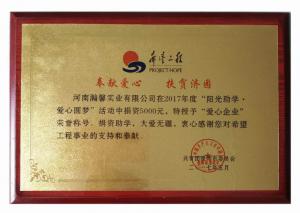 希望工程
PROJECT HOPE
奉献爱心 扶贫济困
河南瀚馨实业有限公司在2017年度“阳光助学·
爱心圆梦”活动中捐资5000元，特授予“爱心企业”
荣誉称号。捐资助学，大爱无疆，衷心感谢您对希望
工程事业的支持和奉献。